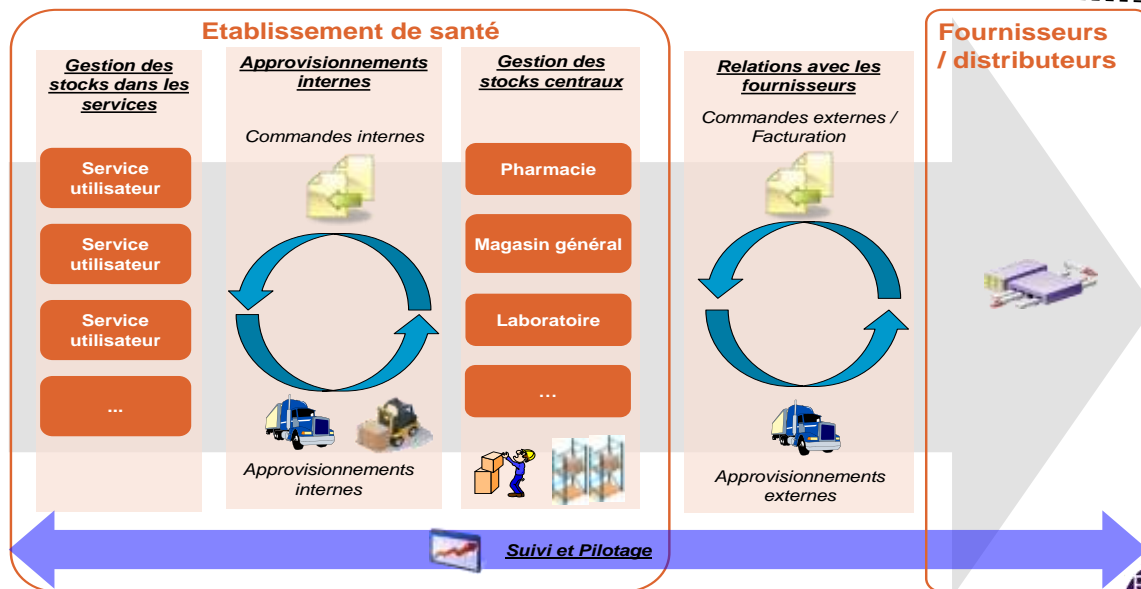 Etablissement de santé
Fournisseurs
/ distributeurs
Gestion des
stocks dans les
services
Service
utilisateur
Service
utilisateur
Service
utilisateur
...
Approvisionnements
internes
Commandes internes
Approvisionnements
internes
Gestion des
stocks centraux
Pharmacie
Magasin général
Laboratoire
...
Relations avec les
fournisseurs
Commandes externes /
Facturation
Approvisionnements
externes
Suivi et Pilotage